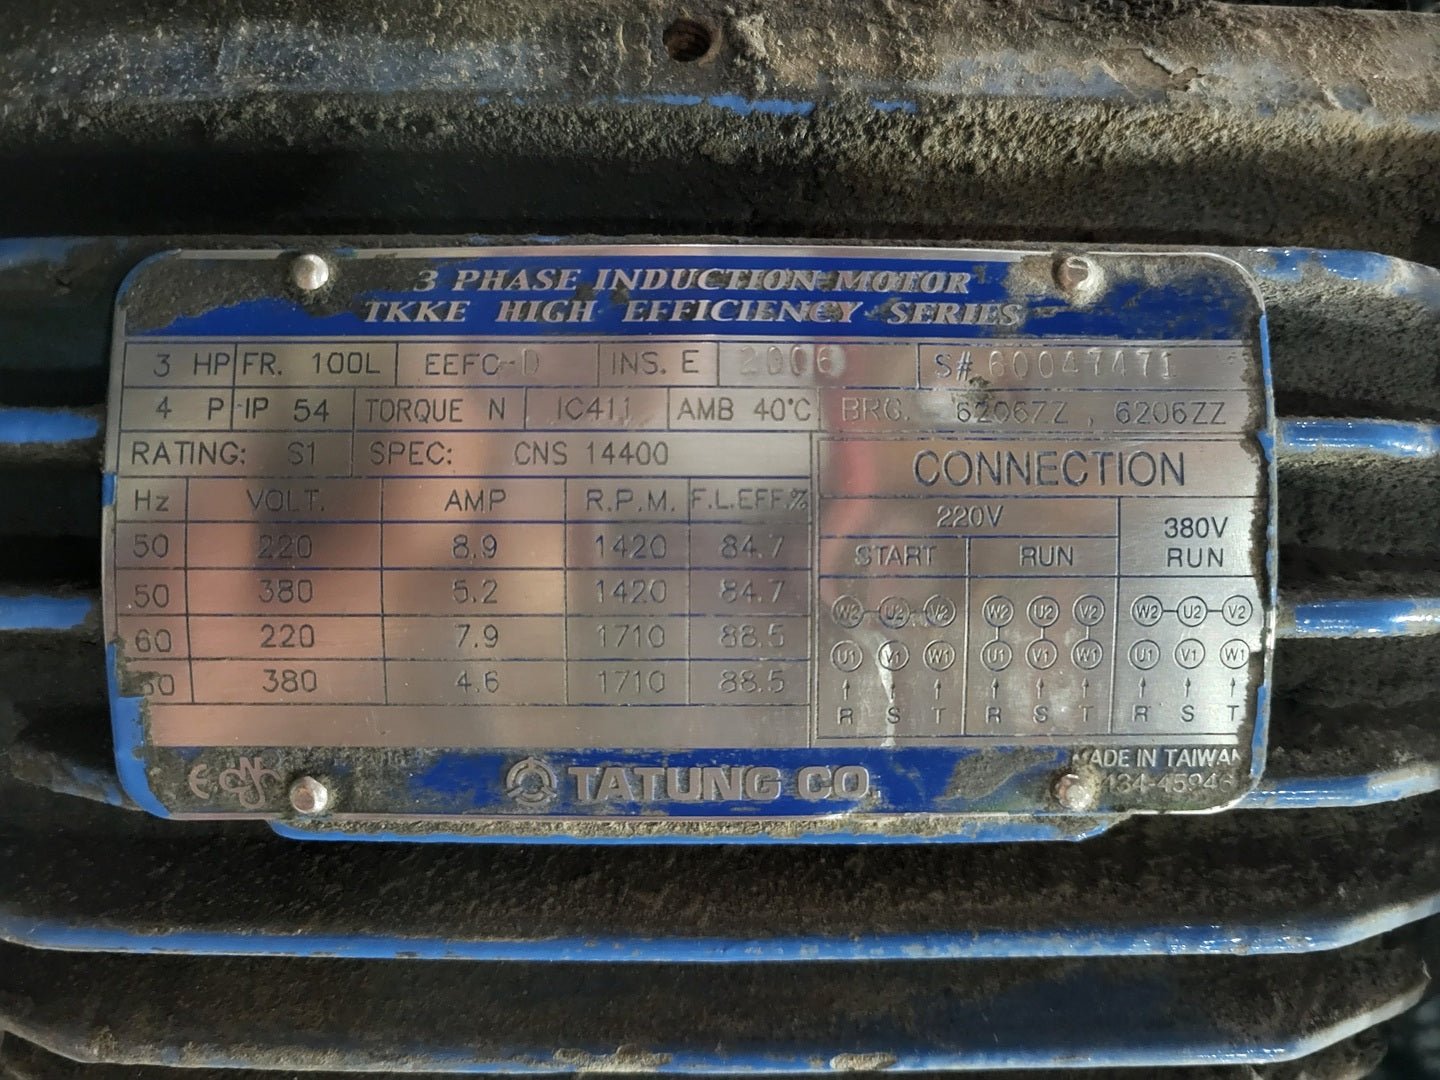 3 PHASE INDUCTION MOTOR
TKKE HIGH EFFICIENCY SERIES
3 HP FR. 100L EEFC-D INS. E 2006 S# 60047471
4 P IP 54 TORQUE N IC411 AMB 40°C BRG. 6206ZZ , 6206ZZ
RATING: S1 SPEC: CNS 14400
CONNECTION
Hz VOLT. AMP R.P.M. F.L.EFF.%
50 220 8.9 1420 84.7
50 380 5.2 1420 84.7
60 220 7.9 1710 88.5
60 380 4.6 1710 88.5
220V 380V
START RUN RUN
W2 U2 V2 W2 U2 V2 W2 U2 V2
U1 V1 W1 U1 V1 W1 U1 V1 W1
R S T R S T R S T
TATUNG CO.
MADE IN TAIWAN